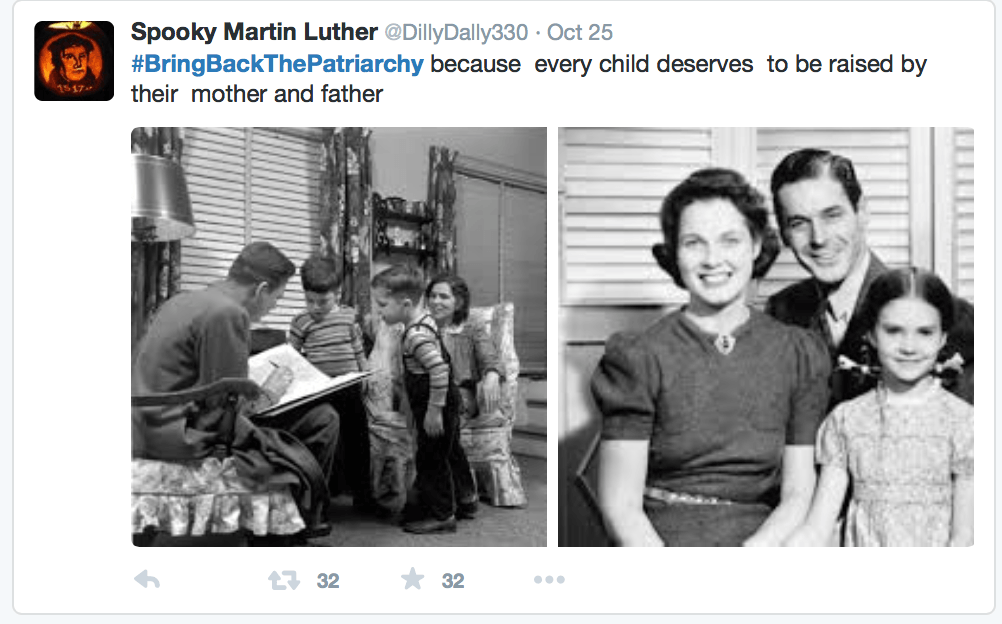 Spooky Martin Luther @DillyDally330 · Oct 25
#BringBackThePatriarchy because  every child deserves  to be raised by
their  mother and father
1517
32 32